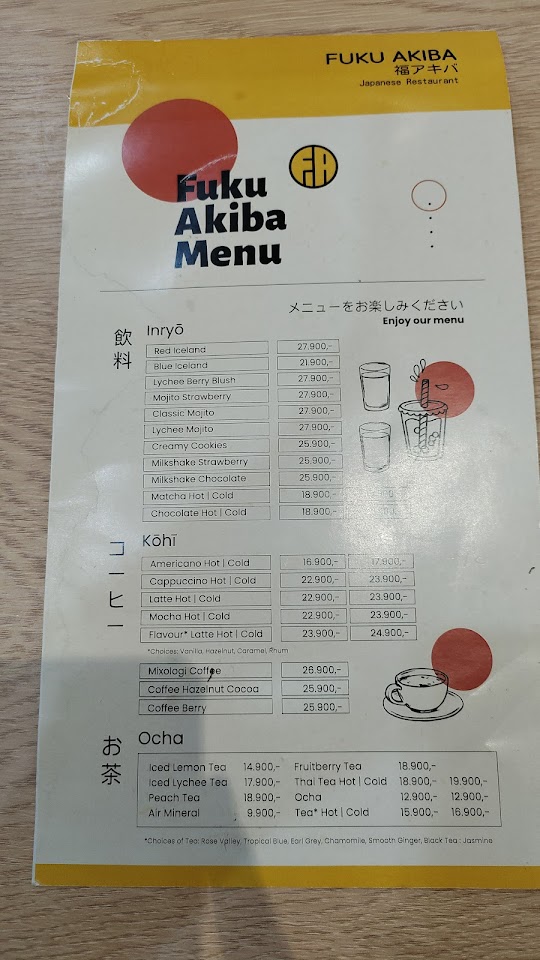 FUKU AKIBA
福アキバ
Japanese Restaurant
FA
Fuku
Akiba
Menu
メニューをお楽しみください
Enjoy our menu
飲料
Inryō
Red Iceland 27.900,-
Blue Iceland 21.900,-
Lychee Berry Blush 27.900,-
Mojito Strawberry 27.900,-
Classic Mojito 27.900,-
Lychee Mojito 27.900,-
Creamy Cookies 25.900,-
Milkshake Strawberry 25.900,-
Milkshake Chocolate 25.900,-
Matcha Hot | Cold 18.900,-
Chocolate Hot | Cold 18.900,-
コーヒー
Kōhī
Americano Hot | Cold 16.900,- 17.900,-
Cappuccino Hot | Cold 22.900,- 23.900,-
Latte Hot | Cold 22.900,- 23.900,-
Mocha Hot | Cold 22.900,- 23.900,-
Flavour* Latte Hot | Cold 23.900,- 24.900,-
*Choices: Vanilla, Hazelnut, Caramel, Rhum
Mixologi Coffee 26.900,-
Coffee Hazelnut Cocoa 25.900,-
Coffee Berry 25.900,-
お茶
Ocha
Iced Lemon Tea 14.900,- Fruitberry Tea 18.900,-
Iced Lychee Tea 17.900,- Thai Tea Hot | Cold 18.900,- 19.900,-
Peach Tea 18.900,- Ocha 12.900,- 12.900,-
Air Mineral 9.900,- Tea* Hot | Cold 15.900,- 16.900,-
*Choices of Tea: Rose Valley, Tropical Blue, Earl Grey, Chamomile, Smooth Ginger, Black Tea : Jasmine